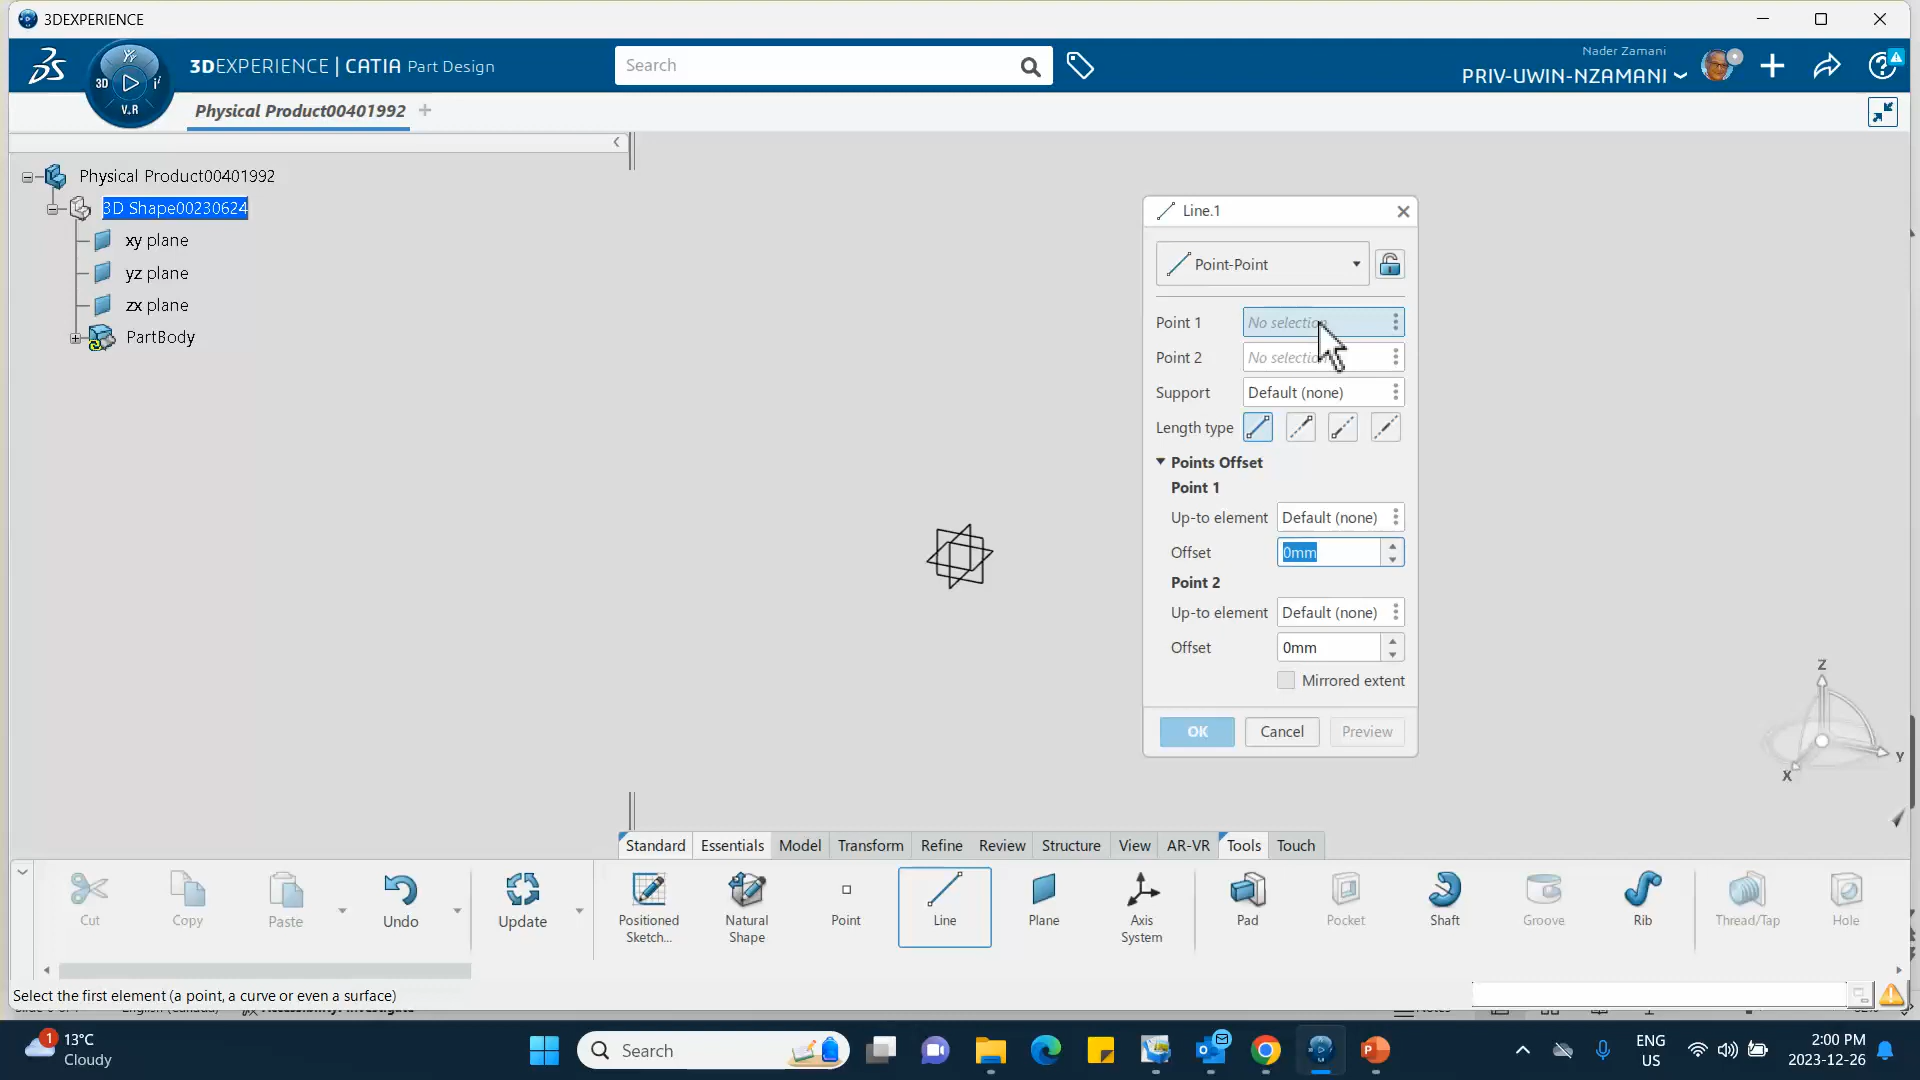 3DEXPERIENCE
3DEXPERIENCE | CATIA Part Design
Search
Nader Zamani
PRIV-UWIN-NZAMANI
3D
V.R
Physical Product00401992 +
Physical Product00401992
3D Shape00230624
xy plane
yz plane
zx plane
PartBody
Line.1
Point-Point
Point 1 No selection
Point 2 No selection
Support Default (none)
Length type
Points Offset
Point 1
Up-to element Default (none)
Offset 0mm
Point 2
Up-to element Default (none)
Offset 0mm
Mirrored extent
OK Cancel Preview
Z
Y
X
Standard Essentials Model Transform Refine Review Structure View AR-VR Tools Touch
Cut Copy Paste Undo Update Positioned Sketch... Natural Shape Point Line Plane Axis System Pad Pocket Shaft Groove Rib Thread/Tap Hole
Select the first element (a point, a curve or even a surface)
1
13°C
Cloudy
Search
ENG
US
2:00 PM
2023-12-26